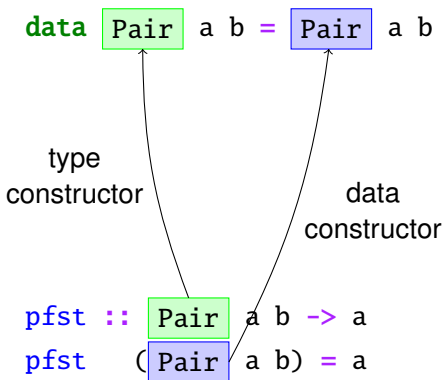 data Pair a b = Pair a b
type
constructor
data
constructor
pfst :: Pair a b -> a
pfst (Pair a b) = a